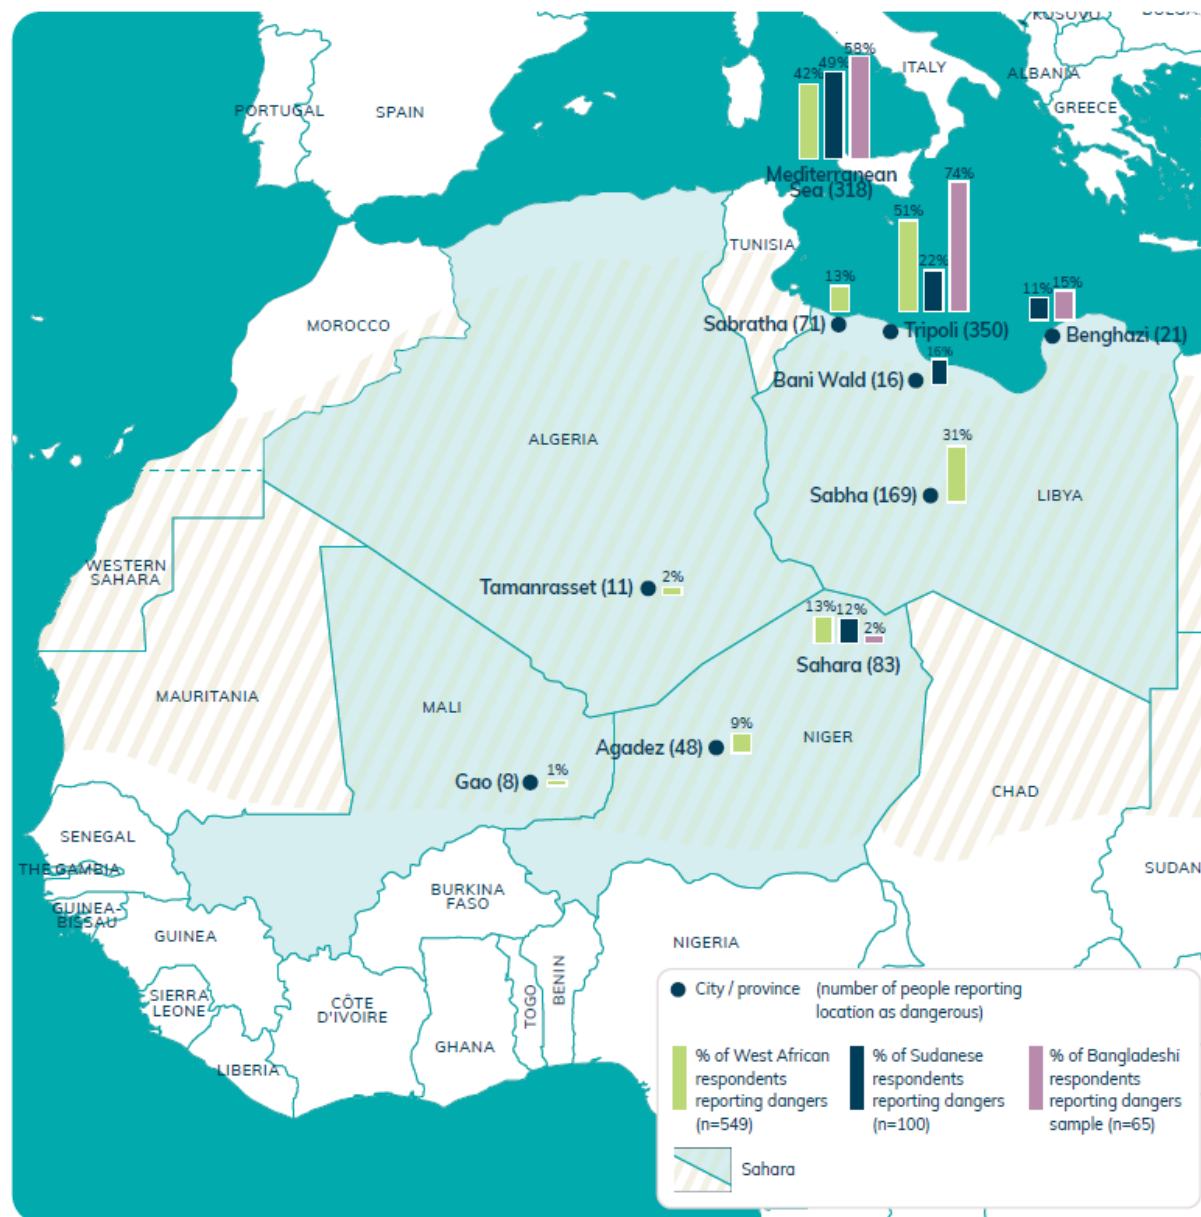 KOSOVO
58%
49%
42%
ITALY
ALBANIA
PORTUGAL
SPAIN
GREECE
Mediterranean
Sea (318)
74%
51%
TUNISIA
22%
13%
11%
15%
MOROCCO
Sabratha (71)
Tripoli (350)
Benghazi (21)
16%
Bani Wald (16)
ALGERIA
31%
Sabha (169)
LIBYA
WESTERN
SAHARA
Tamanrasset (11)
2%
13%
12%
2%
Sahara (83)
MAURITANIA
MALI
9%
Agadez (48)
NIGER
1%
Gao (8)
CHAD
SENEGAL
THE GAMBIA
SUDAN
BURKINA
FASO
GUINEA-
BISSAU
GUINEA
NIGERIA
BENIN
TOGO
SIERRA
LEONE
CÔTE
D'IVOIRE
GHANA
LIBERIA
City / province (number of people reporting
location as dangerous)
% of West African
respondents
reporting dangers
(n=549)
% of Sudanese
respondents
reporting dangers
(n=100)
% of Bangladeshi
respondents
reporting dangers
sample (n=65)
Sahara